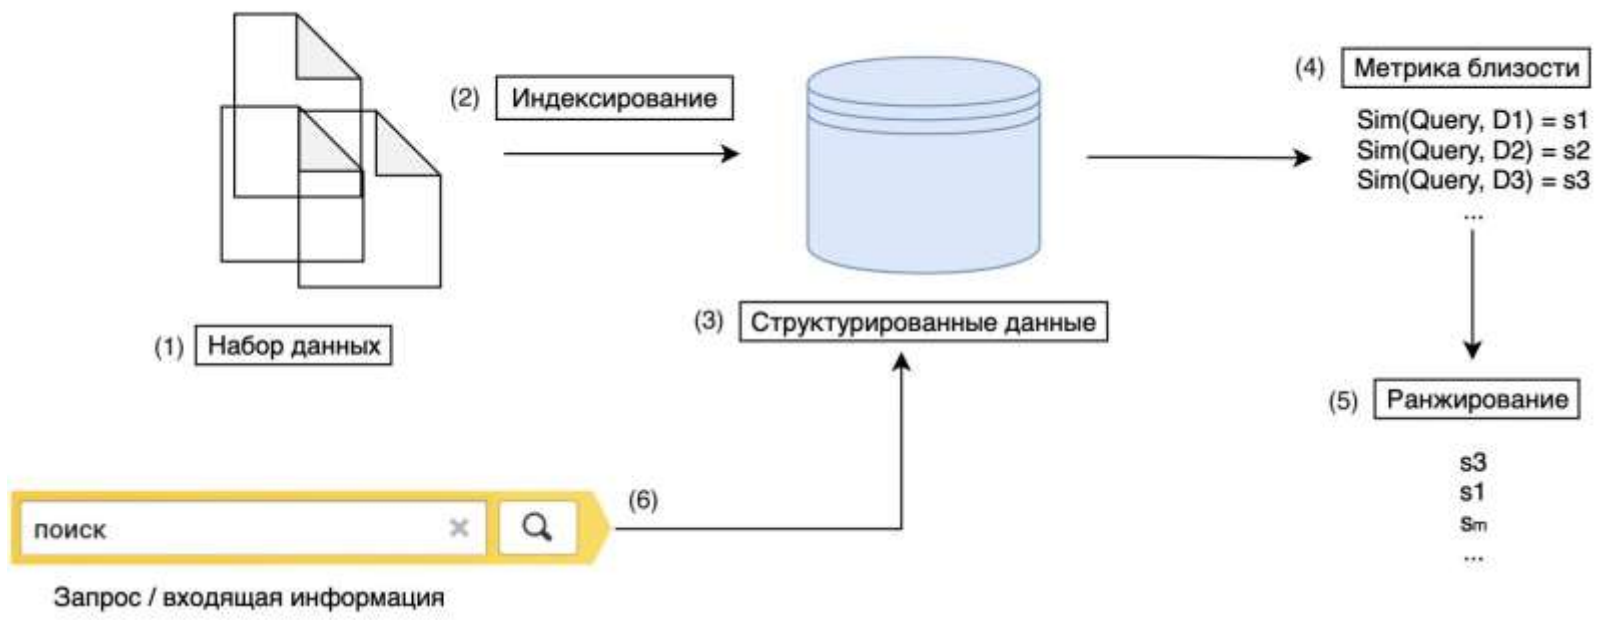 (2) Индексирование
(4) Метрика близости
Sim(Query, D1) = s1
Sim(Query, D2) = s2
Sim(Query, D3) = s3
...
(3) Структурированные данные
(1) Набор данных
(5) Ранжирование
s3
s1
sm
...
(6)
поиск
Запрос / входящая информация